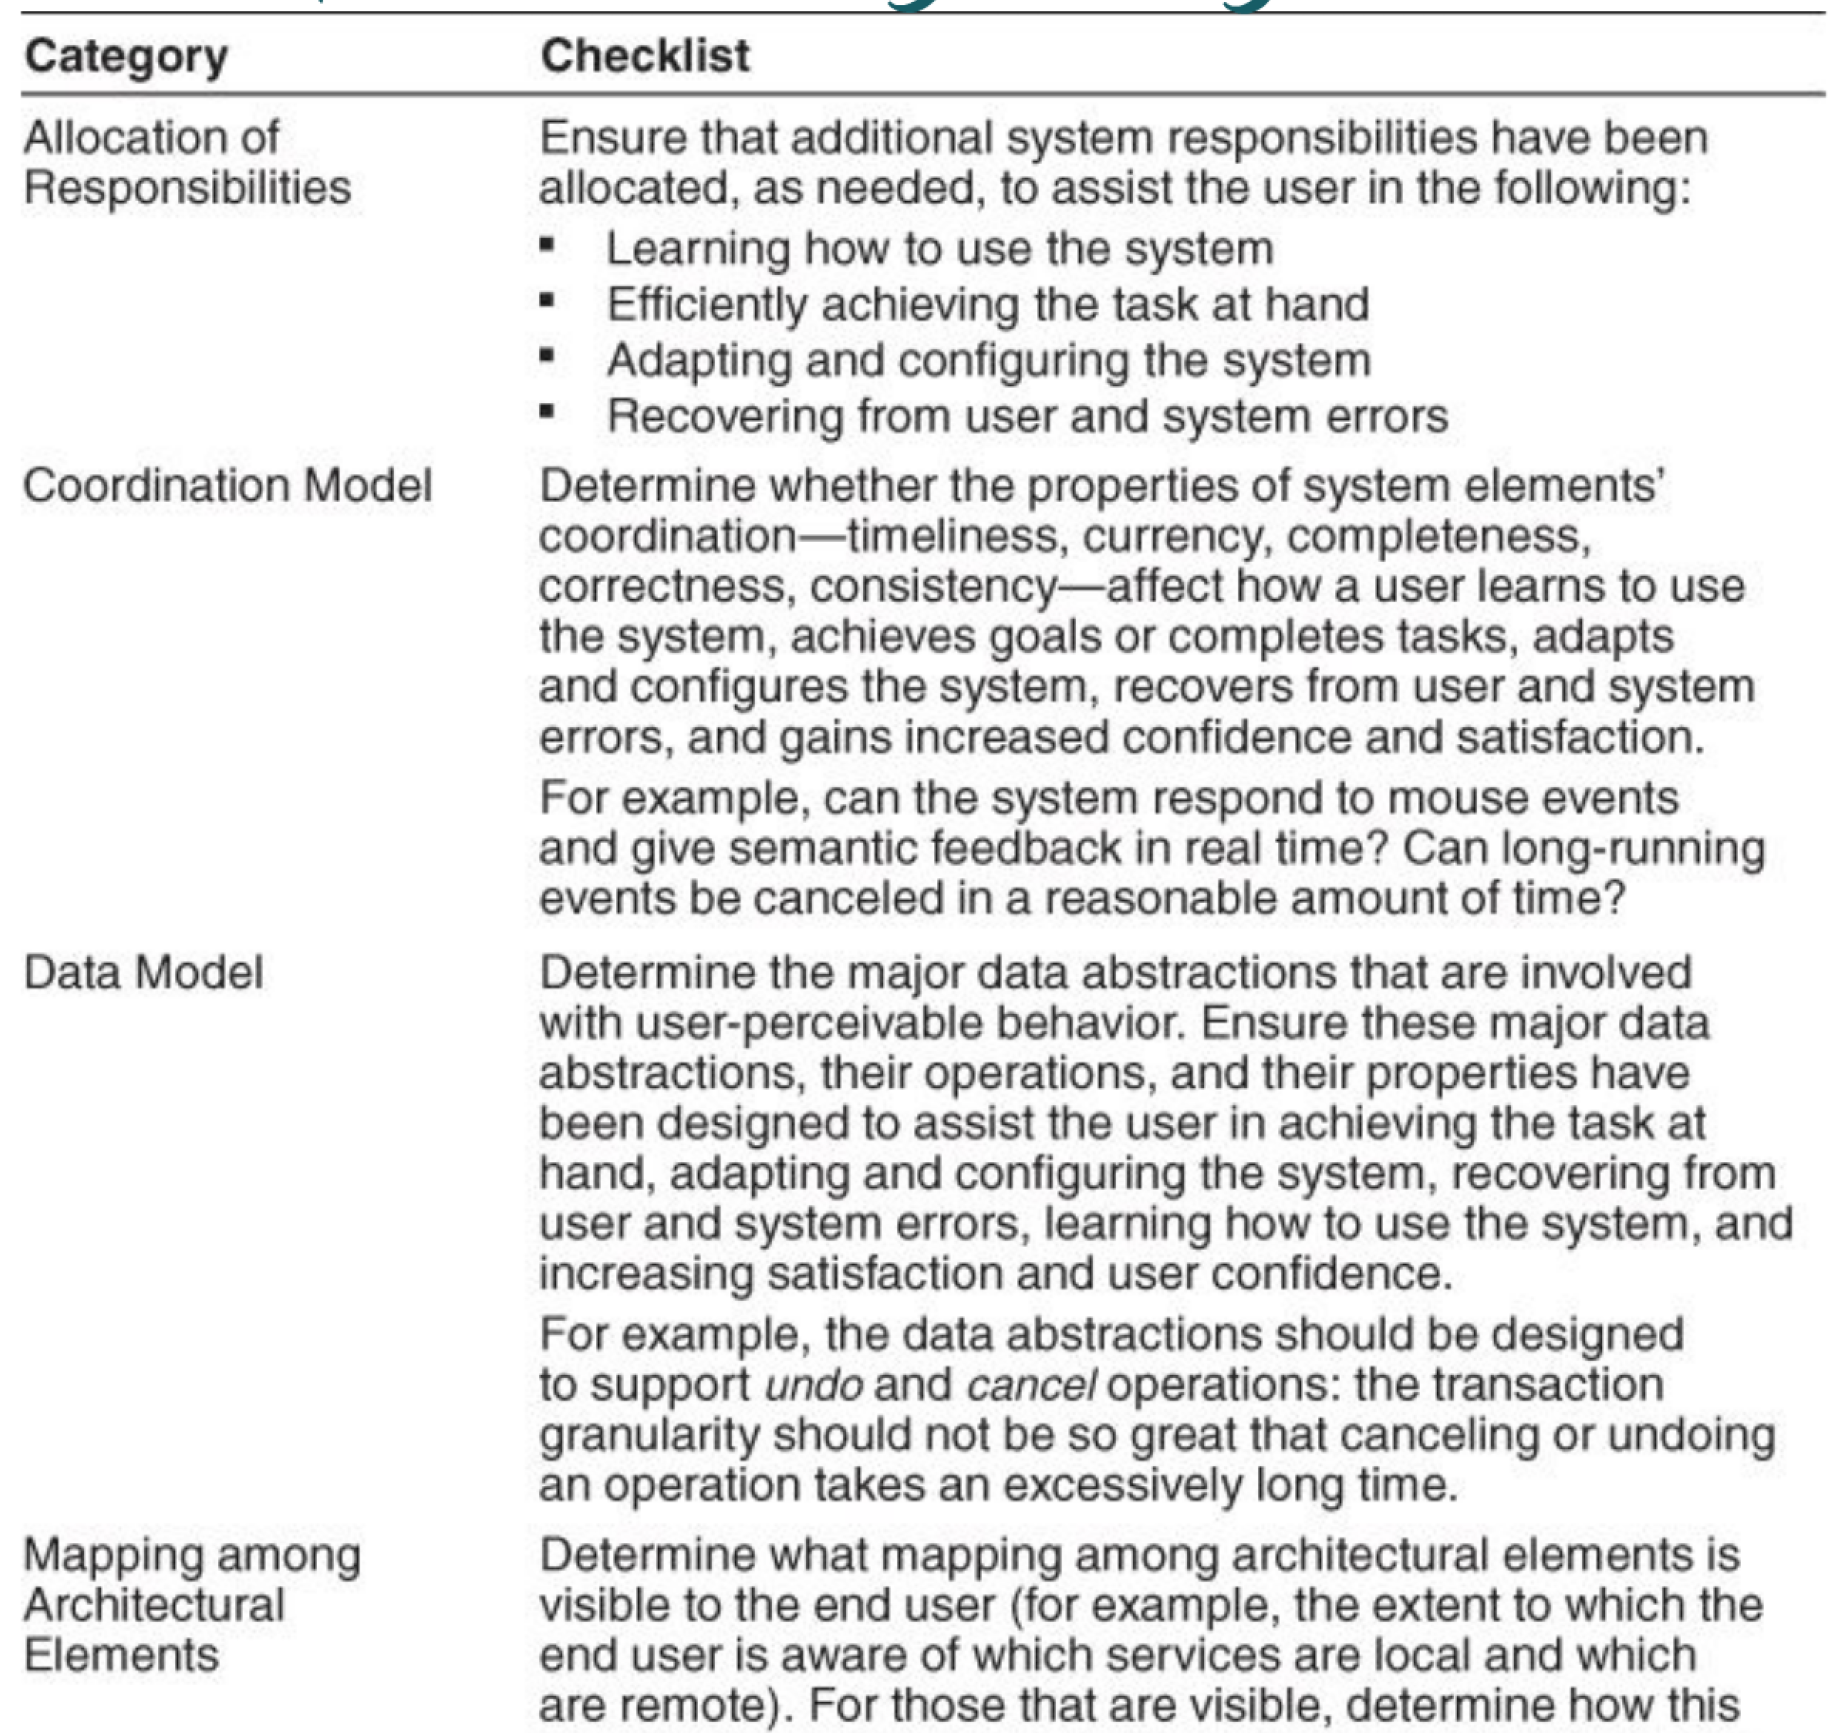 Category Checklist
Allocation of Ensure that additional system responsibilities have been
Responsibilities allocated, as needed, to assist the user in the following:
▪ Learning how to use the system
▪ Efficiently achieving the task at hand
▪ Adapting and configuring the system
▪ Recovering from user and system errors
Coordination Model Determine whether the properties of system elements’
coordination—timeliness, currency, completeness,
correctness, consistency—affect how a user learns to use
the system, achieves goals or completes tasks, adapts
and configures the system, recovers from user and system
errors, and gains increased confidence and satisfaction.
For example, can the system respond to mouse events
and give semantic feedback in real time? Can long-running
events be canceled in a reasonable amount of time?
Data Model Determine the major data abstractions that are involved
with user-perceivable behavior. Ensure these major data
abstractions, their operations, and their properties have
been designed to assist the user in achieving the task at
hand, adapting and configuring the system, recovering from
user and system errors, learning how to use the system, and
increasing satisfaction and user confidence.
For example, the data abstractions should be designed
to support undo and cancel operations: the transaction
granularity should not be so great that canceling or undoing
an operation takes an excessively long time.
Mapping among Determine what mapping among architectural elements is
Architectural visible to the end user (for example, the extent to which the
Elements end user is aware of which services are local and which
are remote). For those that are visible, determine how this